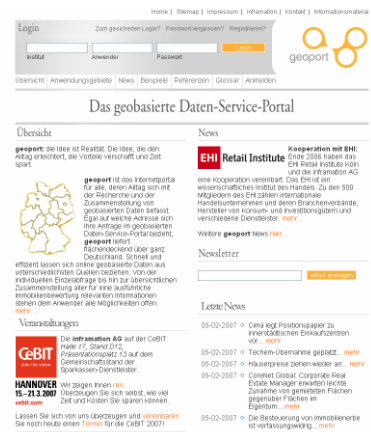 Home | Sitemap | Impressum | inframation | Kontakt | Informationsmaterial
Login
Zum gesicherten Login? Passwort vergessen? Registrieren?
Login
Institut Anwender Passwort
geoport
Übersicht Anwendungsgebiete News Beispiele Referenzen Glossar Anmelden
Das geobasierte Daten-Service-Portal
Übersicht
geoport: die Idee ist Realität. Die Idee, die den
Alltag erleichtert, die Vorteile verschafft und Zeit
spart.
geoport ist das Internetportal
für alle, deren Alltag sich mit
der Recherche und der
Zusammenstellung von
geobasierten Daten befasst.
Egal auf welche Adresse sich
Ihre Anfrage im geobasierten
Daten-Service-Portal bezieht,
geoport liefert
flächendeckend über ganz
Deutschland. Schnell und
effizient lassen sich online geobasierte Daten aus
unterschiedlichsten Quellen beziehen. Von der
individuellen Einzelabfrage bis hin zur übersichtlichen
Zusammenstellung aller für eine ausführliche
Immobilienbewertung relevanten Informationen
stehen dem Anwender alle Möglichkeiten offen.
mehr
Veranstaltungen
CeBIT
Join the vision
HANNOVER
15.–21.3.2007
cebit.com
Die inframation AG auf der CeBIT:
Halle 17, Stand D12,
Präsentationsplatz 13 auf dem
Gemeinschaftsstand der
Sparkassen-Dienstleister.
Wir zeigen Ihnen reX.
Überzeugen Sie sich selbst, wie viel
Zeit und Kosten Sie sparen können.
Lassen Sie sich von uns überzeugen und vereinbaren
Sie noch heute einen Termin für die CeBIT 2007!
News
EHI Retail Institute
Kooperation mit EHI:
Ende 2006 haben das
EHI Retail Institute Köln
und die inframation AG
eine Kooperation vereinbart. Das EHI ist ein
wissenschaftliches Institut des Handels. Zu den 500
Mitgliedern des EHI zählen internationale
Handelsunternehmen und deren Branchenverbände,
Hersteller von Konsum- und Investitionsgütern und
verschiedene Dienstleister. mehr...
Weitere geoport News hier...
Newsletter
eMail eintragen
Letzte News
05-02-2007 Cima legt Positionspapier zu
innerstädtischen Einkaufszentren
vor... mehr
05-02-2007 Techem-Übernahme geplatzt... mehr
05-02-2007 Häuserpreise ziehen wieder an... mehr
05-02-2007 CoreNet Global: Corporate Real
Estate Manager erwarten leichte
Zunahme von gemieteten Flächen
gegenüber Flächen im
Eigentum... mehr
05-02-2007 Die Besteuerung von Immobilienerbe
ist verfassungswidrig... mehr